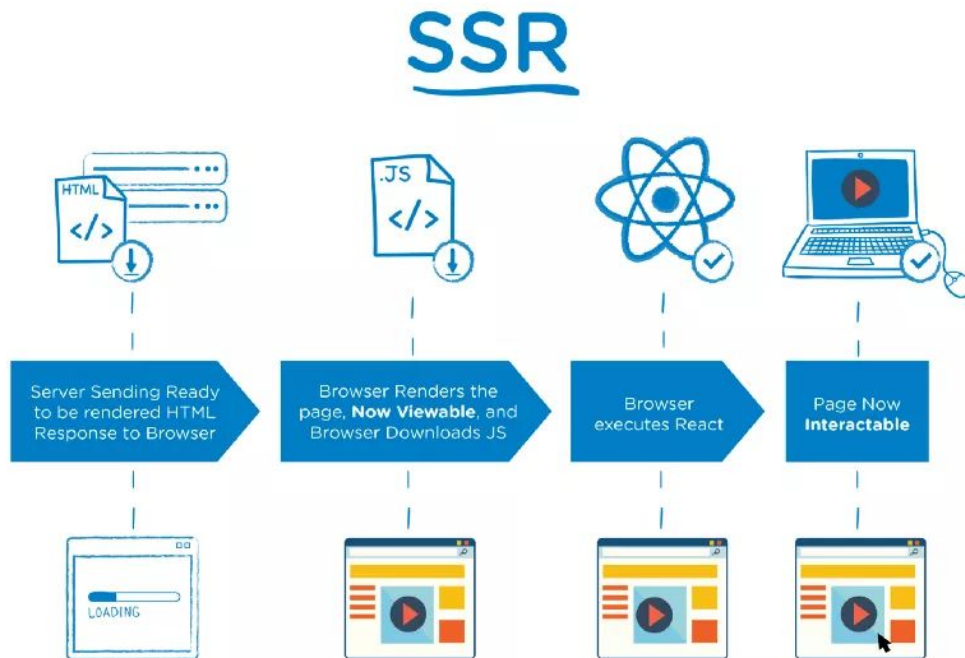 SSR
HTML
</>
.JS
</>
Server Sending Ready
to be rendered HTML
Response to Browser
Browser Renders the
page, Now Viewable, and
Browser Downloads JS
Browser
executes React
Page Now
Interactable
LOADING